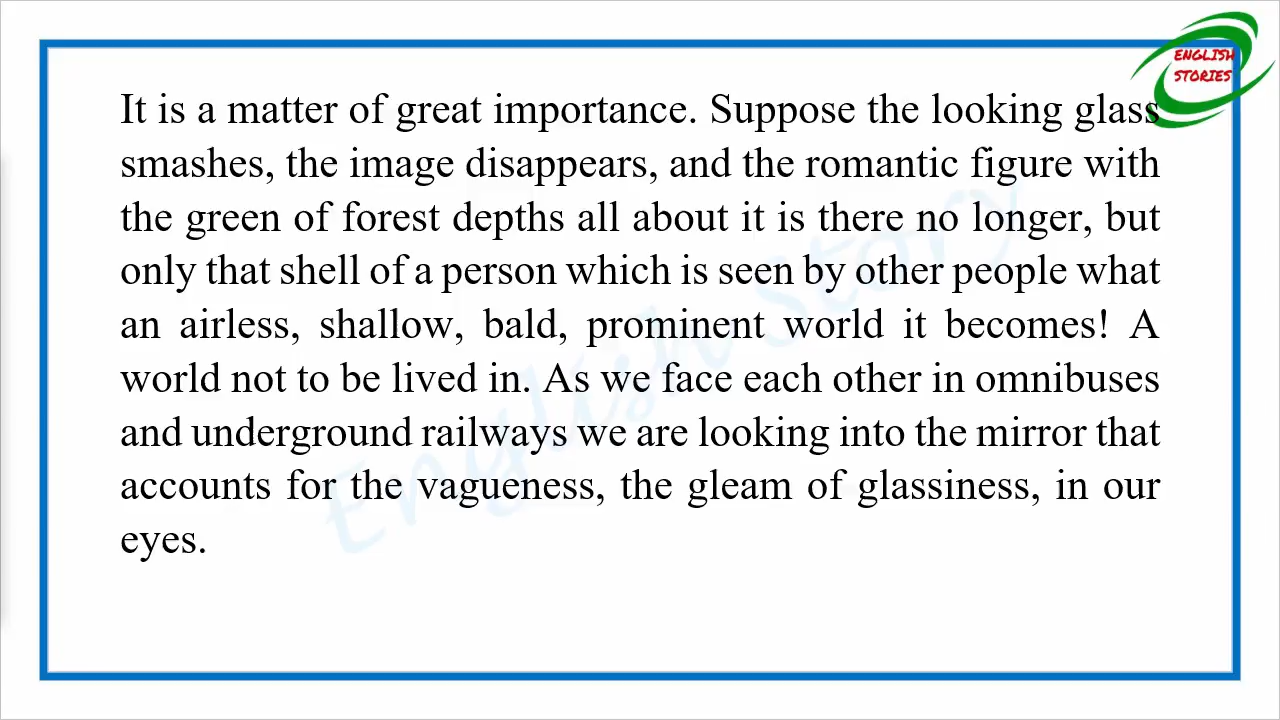 ENGLISH
STORIES
It is a matter of great importance. Suppose the looking glass
smashes, the image disappears, and the romantic figure with
the green of forest depths all about it is there no longer, but
only that shell of a person which is seen by other people what
an airless, shallow, bald, prominent world it becomes! A
world not to be lived in. As we face each other in omnibuses
and underground railways we are looking into the mirror that
accounts for the vagueness, the gleam of glassiness, in our
eyes.
English Story